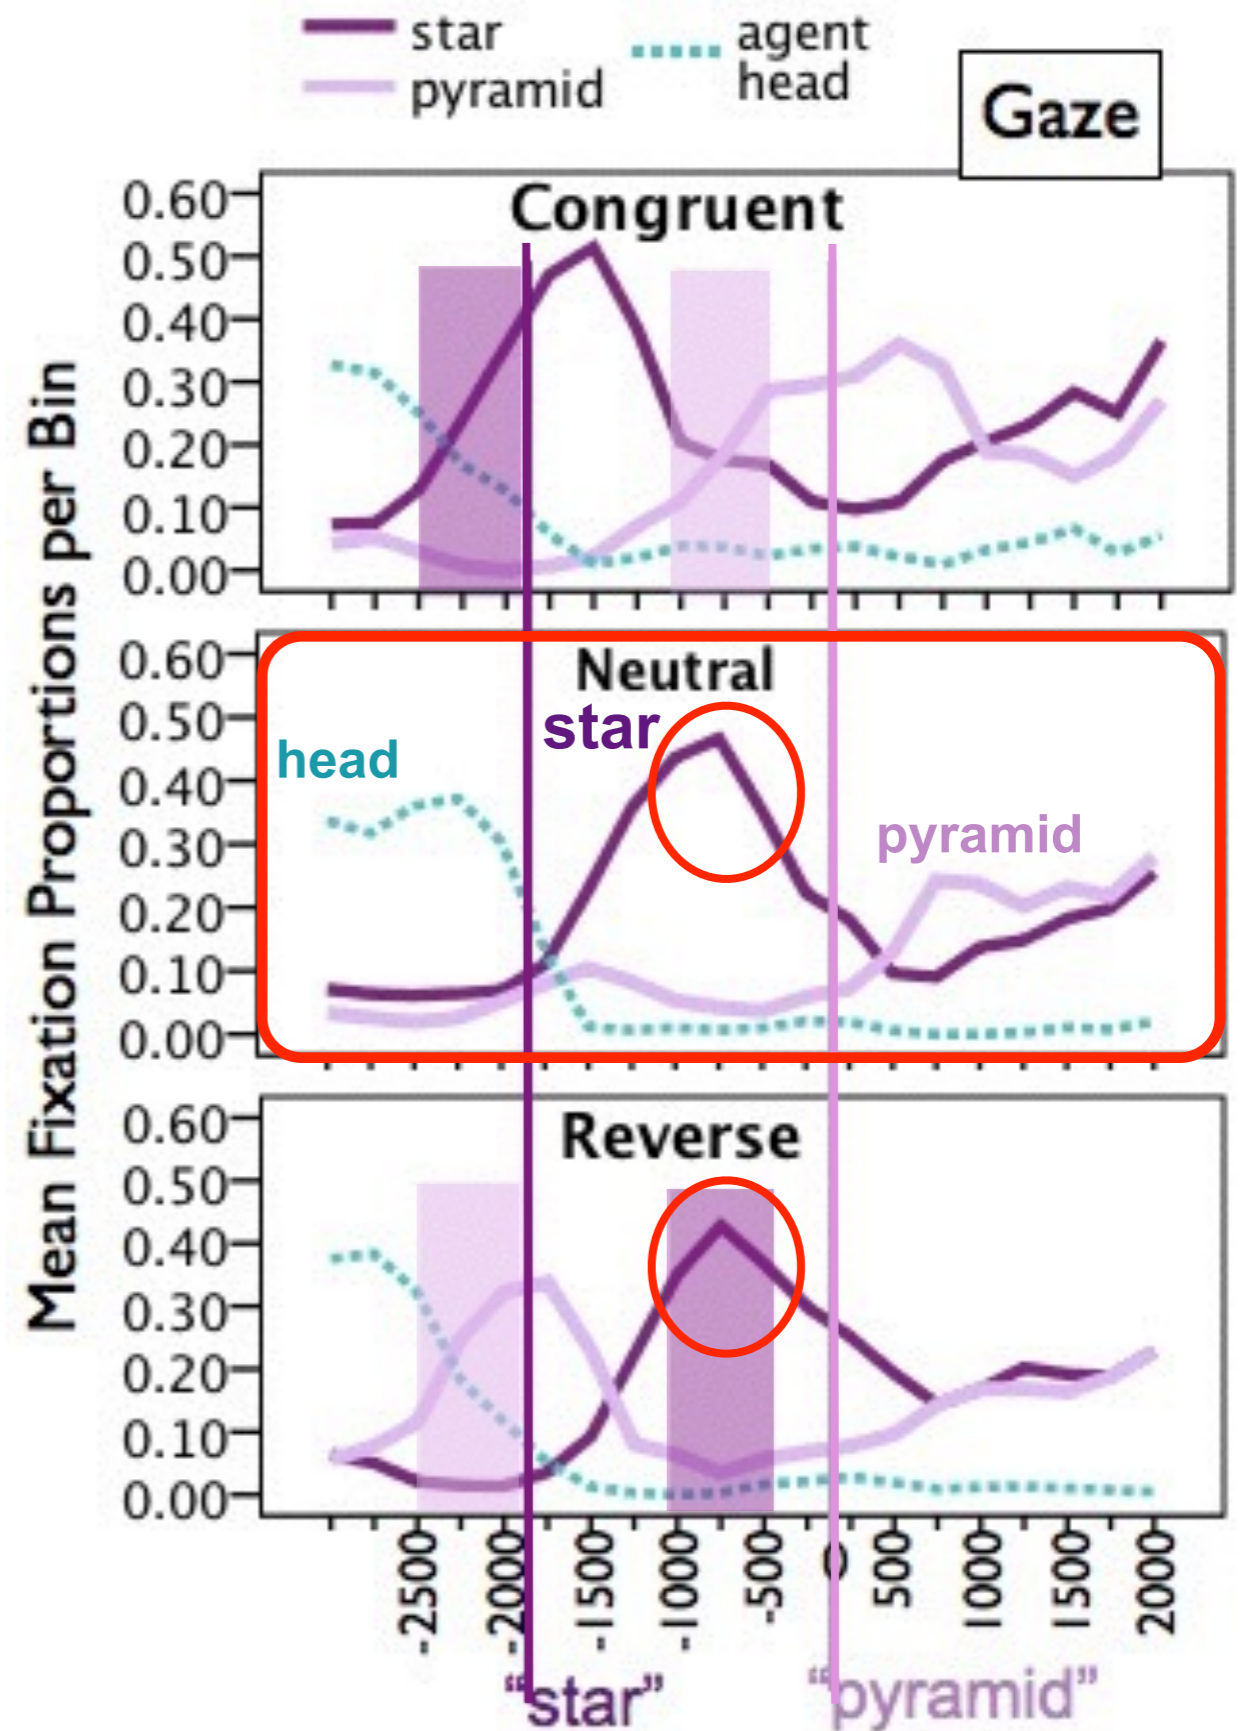 star
agent
head
pyramid
Gaze
Mean Fixation Proportions per Bin
Congruent
0.60
0.50
0.40
0.30
0.20
0.10
0.00
Neutral
0.60
0.50
0.40
0.30
0.20
0.10
0.00
star
head
pyramid
Reverse
0.60
0.50
0.40
0.30
0.20
0.10
0.00
-2500
-2000
-1500
-1000
-500
0
500
1000
1500
2000
“star”
“pyramid”